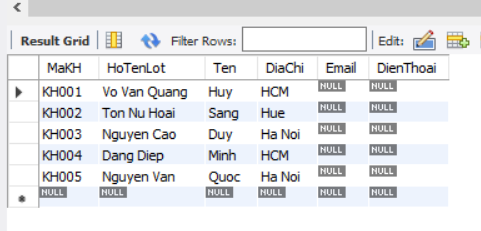 Result Grid Filter Rows: Edit:
MaKH HoTenLot Ten DiaChi Email DienThoai
KH001 Vo Van Quang Huy HCM NULL NULL
KH002 Ton Nu Hoai Sang Hue NULL NULL
KH003 Nguyen Cao Duy Ha Noi NULL NULL
KH004 Dang Diep Minh HCM NULL NULL
KH005 Nguyen Van Quoc Ha Noi NULL NULL
NULL NULL NULL NULL NULL NULL